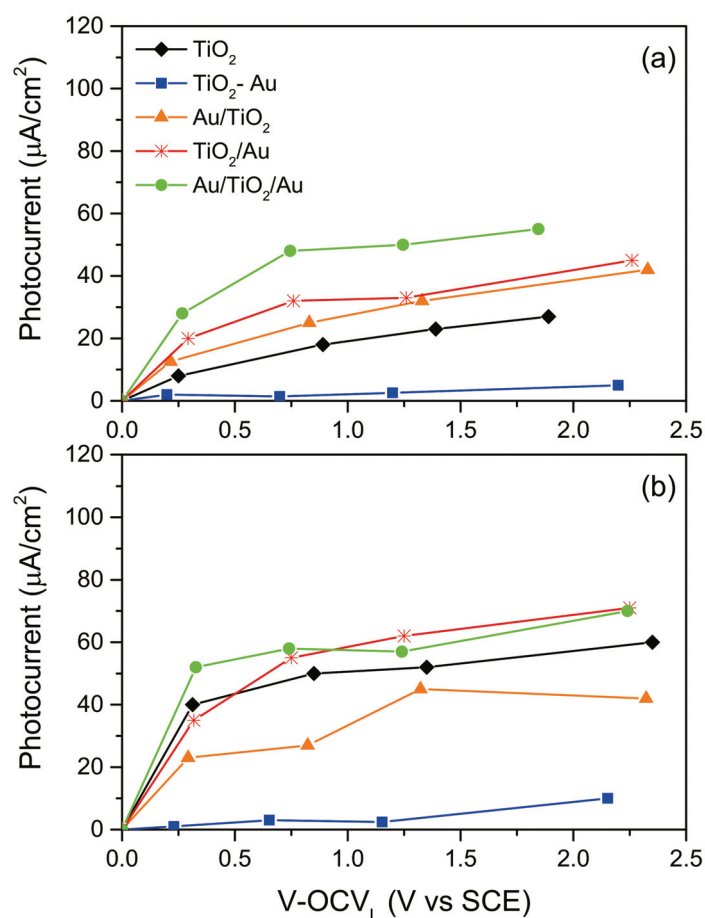 120
100
80
60
40
20
0
Photocurrent (μA/cm²)
TiO₂
TiO₂- Au
Au/TiO₂
TiO₂/Au
Au/TiO₂/Au
(a)
0.0 0.5 1.0 1.5 2.0 2.5
120
100
80
60
40
20
0
Photocurrent (μA/cm²)
(b)
0.0 0.5 1.0 1.5 2.0 2.5
V-OCV_L (V vs SCE)